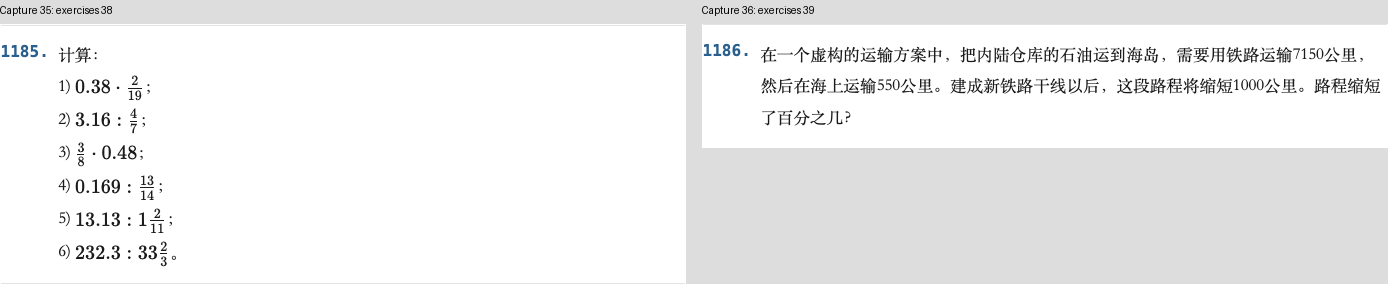 Capture 35: exercises 38
1185. 计算：
1) 0.38 · 2/19；
2) 3.16 : 4/7；
3) 3/8 · 0.48；
4) 0.169 : 13/14；
5) 13.13 : 1 2/11；
6) 232.3 : 33 2/3。
Capture 36: exercises 39
1186. 在一个虚构的运输方案中，把内陆仓库的石油运到海岛，需要用铁路运输7150公里，
然后在海上运输550公里。建成新铁路干线以后，这段路程将缩短1000公里。路程缩短
了百分之几？